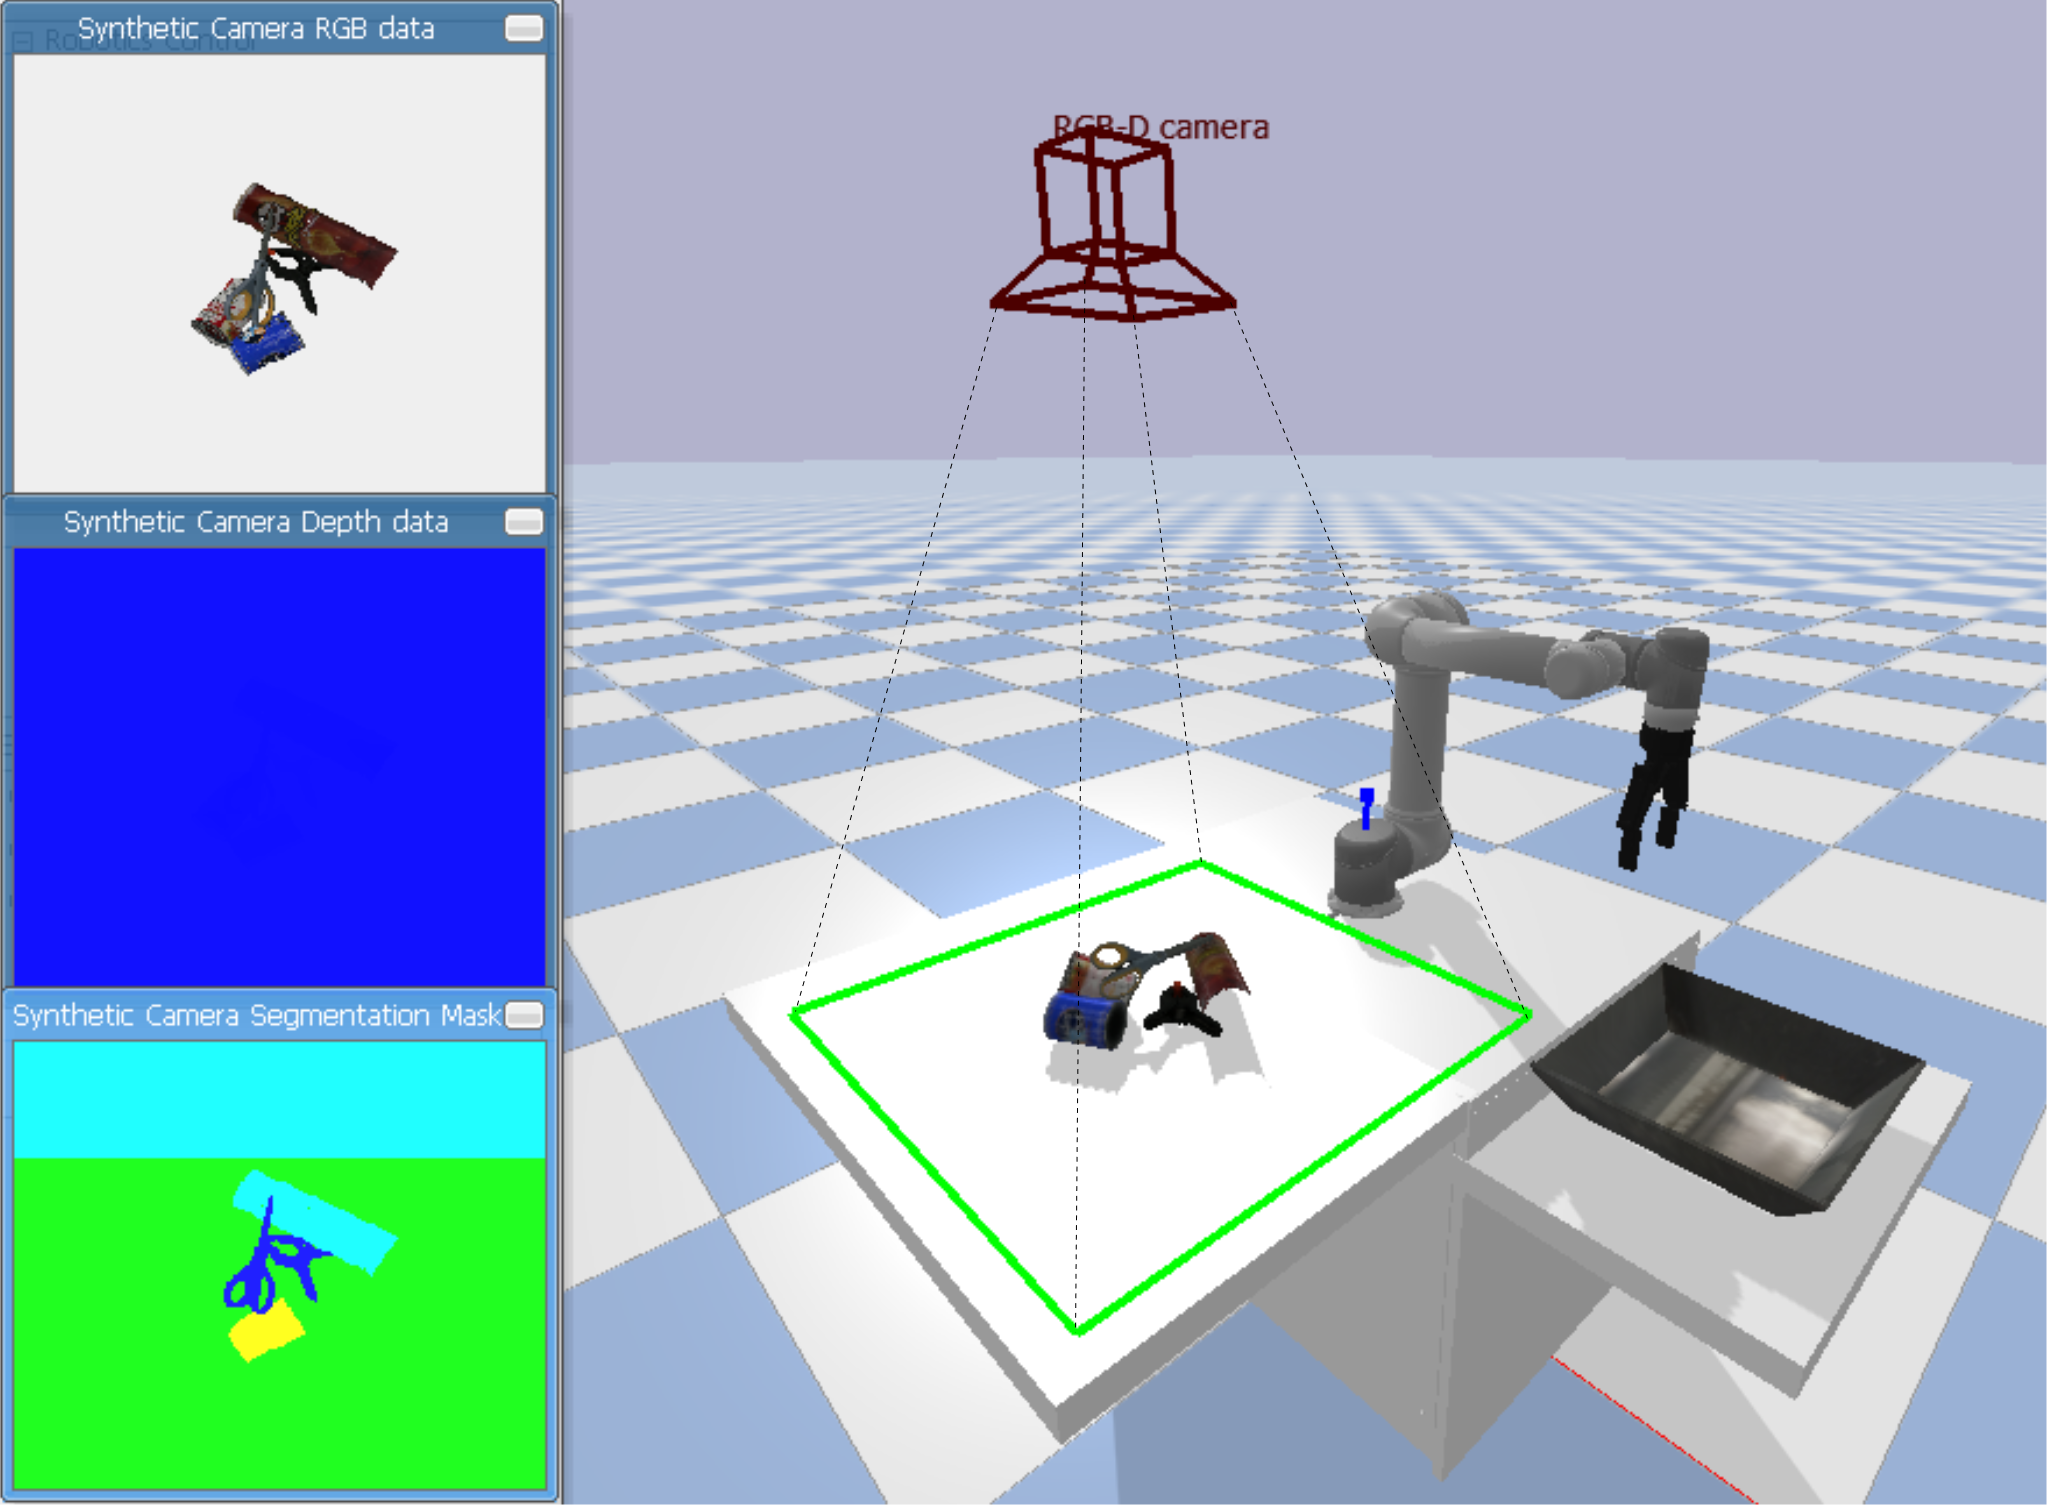 Synthetic Camera RGB data
Robotics Control
RGB-D camera
Synthetic Camera Depth data
Synthetic Camera Segmentation Mask